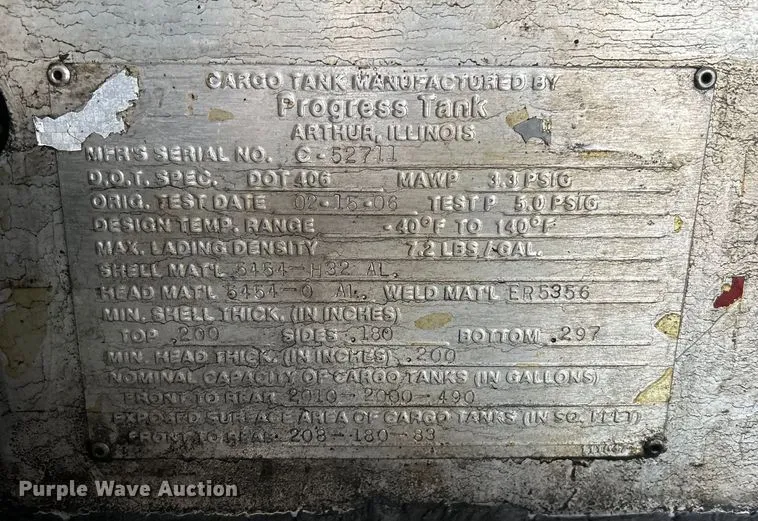 CARGO TANK MANUFACTURED BY
Progress Tank
ARTHUR, ILLINOIS
MFR'S SERIAL NO. C-52711
D.O.T. SPEC. DOT 406 MAWP 3.3 PSIG
ORIG. TEST DATE 02-15-06 TEST P 5.0 PSIG
DESIGN TEMP. RANGE -40°F TO 140°F
MAX. LADING DENSITY 7.2 LBS/GAL.
SHELL MAT'L 5454-H32 AL.
HEAD MAT'L 5454-O AL. WELD MAT'L ER5356
MIN. SHELL THICK. (IN INCHES)
TOP .200 SIDES .180 BOTTOM .297
MIN. HEAD THICK. (IN INCHES) .200
NOMINAL CAPACITY OF CARGO TANKS (IN GALLONS)
FRONT TO REAR 2010-2000-490
EXPOSED SURFACE AREA OF CARGO TANKS (IN SQ. FEET)
FRONT TO REAR 208-180-83
Purple Wave Auction